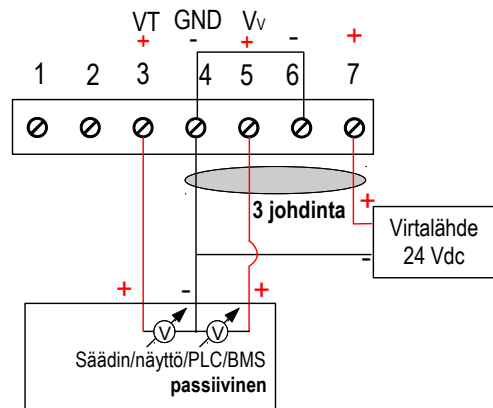 VT GND Vv
+ - + - +
1 2 3 4 5 6 7
3 johdinta
+
Virtalähde
24 Vdc
-
+ - +
V V
Säädin/näyttö/PLC/BMS
passiivinen